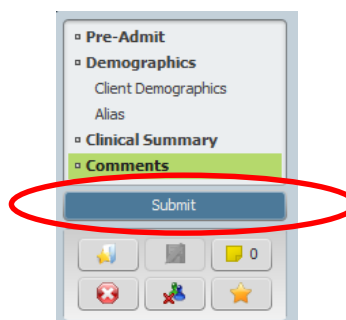 Pre-Admit
Demographics
Client Demographics
Alias
Clinical Summary
Comments
Submit
0